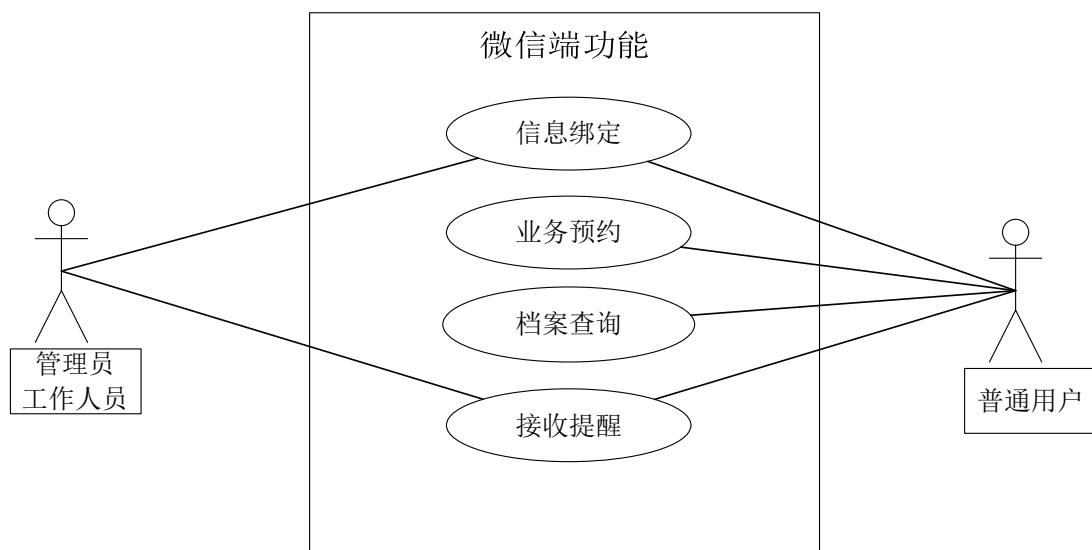 微信端功能
信息绑定
业务预约
档案查询
接收提醒
管理员
工作人员
普通用户